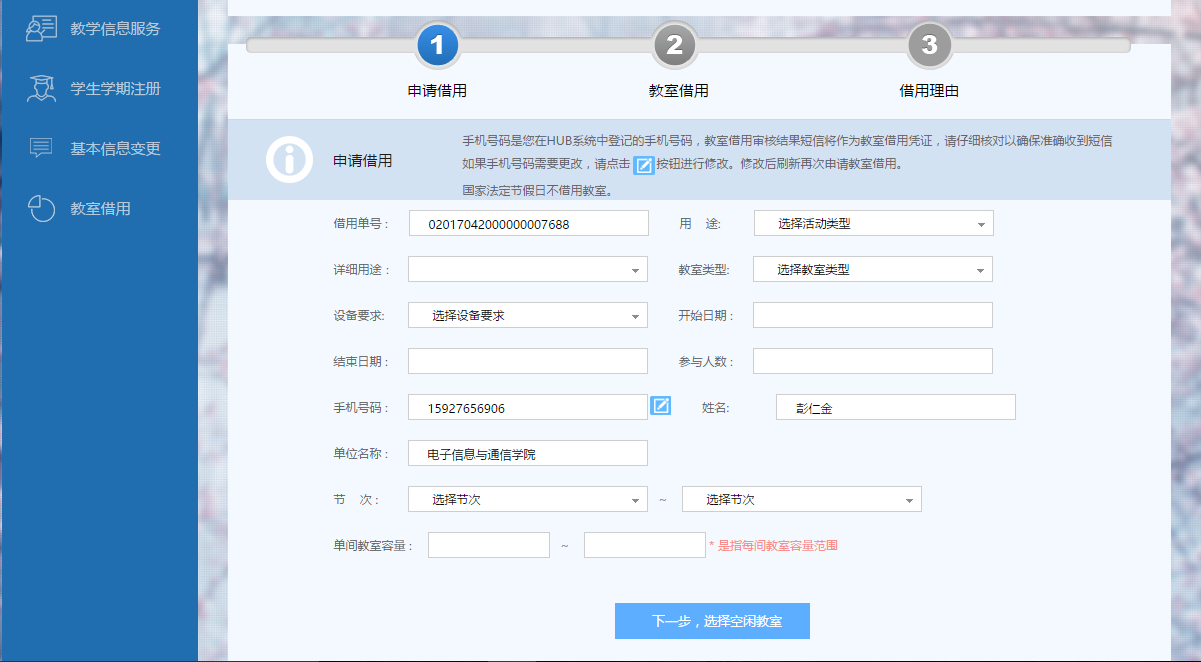 教学信息服务
学生学期注册
基本信息变更
教室借用
1
2
3
申请借用
教室借用
借用理由
申请借用
手机号码是您在HUB系统中登记的手机号码，教室借用审核结果短信将作为教室借用凭证，请仔细核对以确保准确收到短信
如果手机号码需要更改，请点击按钮进行修改。修改后刷新再次申请教室借用。
国家法定节假日不借用教室。
借用单号： 02017042000000007688 用 途: 选择活动类型
详细用途： 教室类型: 选择教室类型
设备要求: 选择设备要求 开始日期：
结束日期： 参与人数：
手机号码： 15927656906 姓名: 彭仁金
单位名称： 电子信息与通信学院
节 次： 选择节次 ~ 选择节次
单间教室容量： ~ * 是指每间教室容量范围
下一步，选择空闲教室